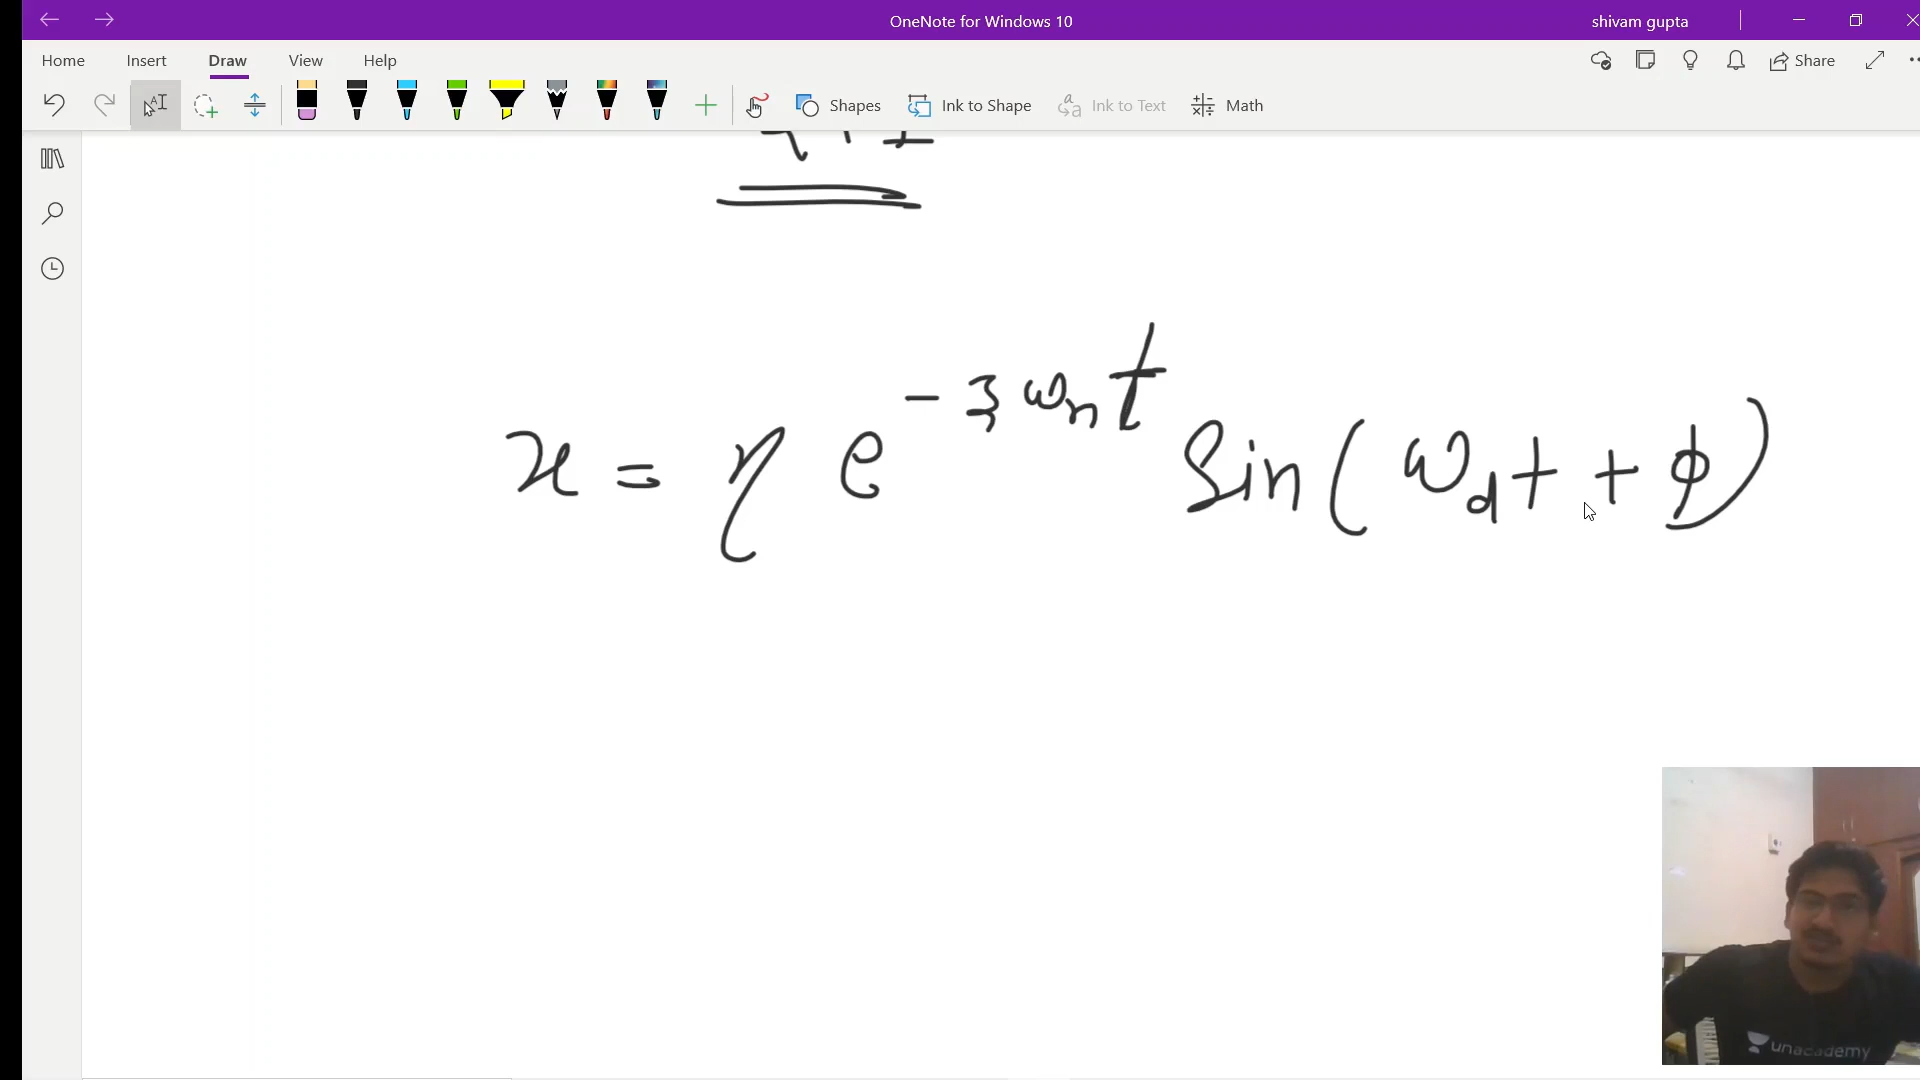 OneNote for Windows 10
shivam gupta
Home Insert Draw View Help
Share
Shapes Ink to Shape Ink to Text Math
x = η e^{-ξ ω_n t} Sin(ω_d t + φ)
unacademy